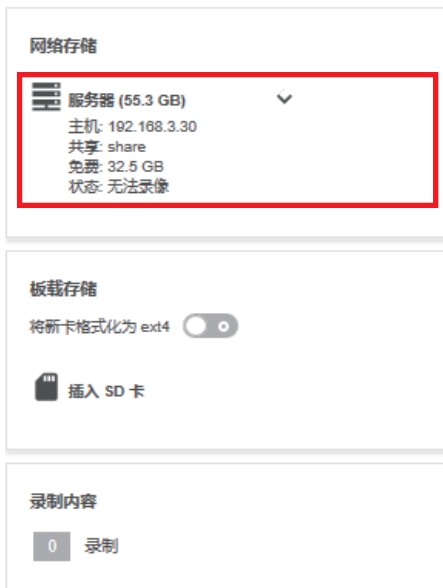 网络存储
服务器 (55.3 GB)
主机: 192.168.3.30
共享: share
免费: 32.5 GB
状态: 无法录像
板载存储
将新卡格式化为 ext4
插入 SD 卡
录制内容
0 录制